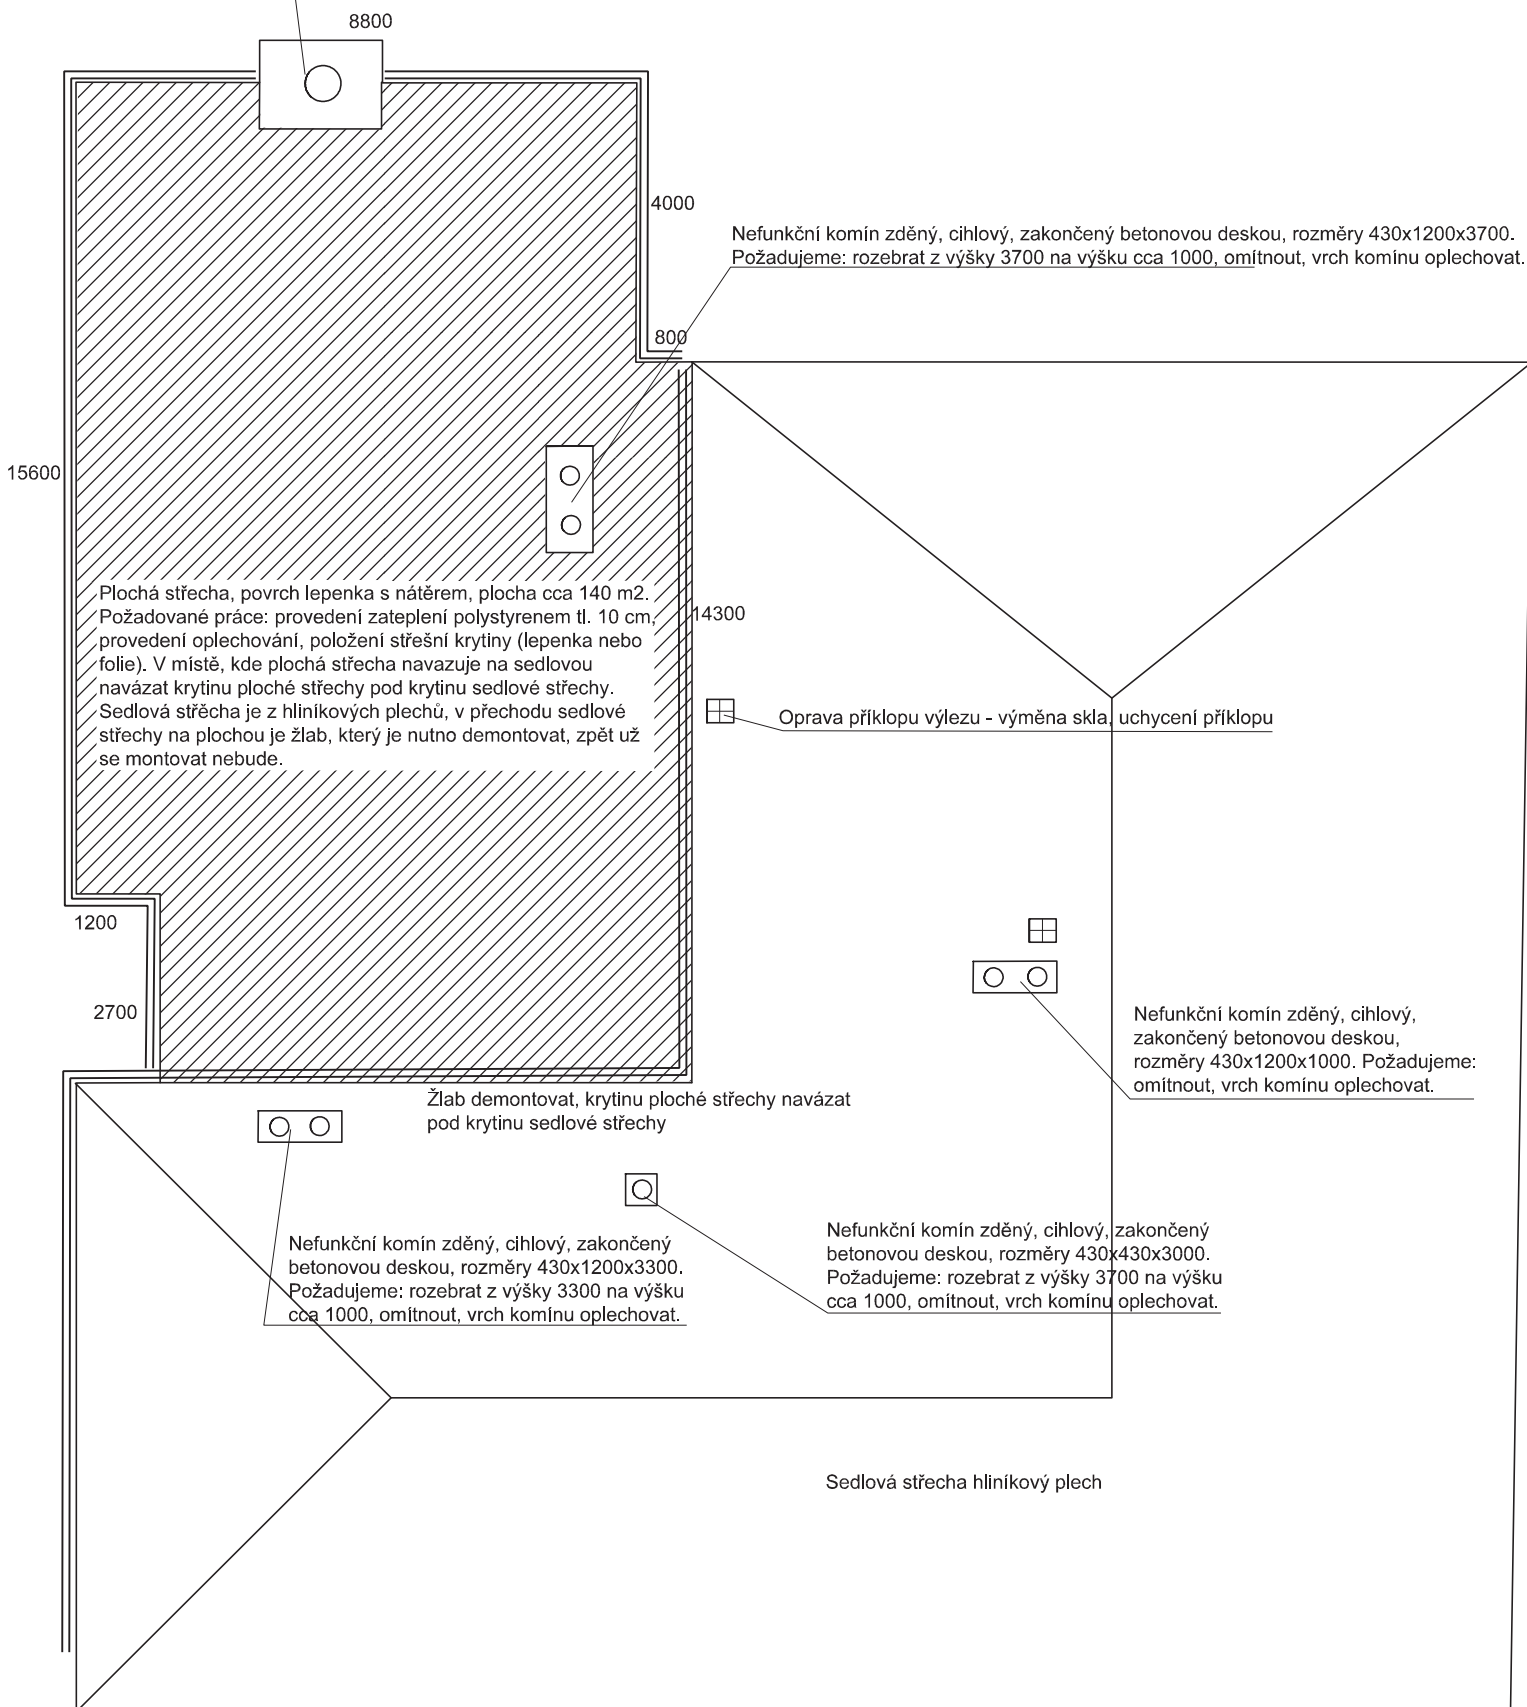 8800
4000
Nefunkční komín zděný, cihlový, zakončený betonovou deskou, rozměry 430x1200x3700.
Požadujeme: rozebrat z výšky 3700 na výšku cca 1000, omítnout, vrch komínu oplechovat.
800
15600
Plochá střecha, povrch lepenka s nátěrem, plocha cca 140 m2.
Požadované práce: provedení zateplení polystyrenem tl. 10 cm,
provedení oplechování, položení střešní krytiny (lepenka nebo
folie). V místě, kde plochá střecha navazuje na sedlovou
navázat krytinu ploché střechy pod krytinu sedlové střechy.
Sedlová střecha je z hliníkových plechů, v přechodu sedlové
střechy na plochou je žlab, který je nutno demontovat, zpět už
se montovat nebude.
14300
Oprava příklopu výlezu - výměna skla, uchycení příklopu
1200
2700
Nefunkční komín zděný, cihlový,
zakončený betonovou deskou,
rozměry 430x1200x1000. Požadujeme:
omítnout, vrch komínu oplechovat.
Žlab demontovat, krytinu ploché střechy navázat
pod krytinu sedlové střechy
Nefunkční komín zděný, cihlový, zakončený
betonovou deskou, rozměry 430x1200x3300.
Požadujeme: rozebrat z výšky 3300 na výšku
cca 1000, omítnout, vrch komínu oplechovat.
Nefunkční komín zděný, cihlový, zakončený
betonovou deskou, rozměry 430x430x3000.
Požadujeme: rozebrat z výšky 3700 na výšku
cca 1000, omítnout, vrch komínu oplechovat.
Sedlová střecha hliníkový plech